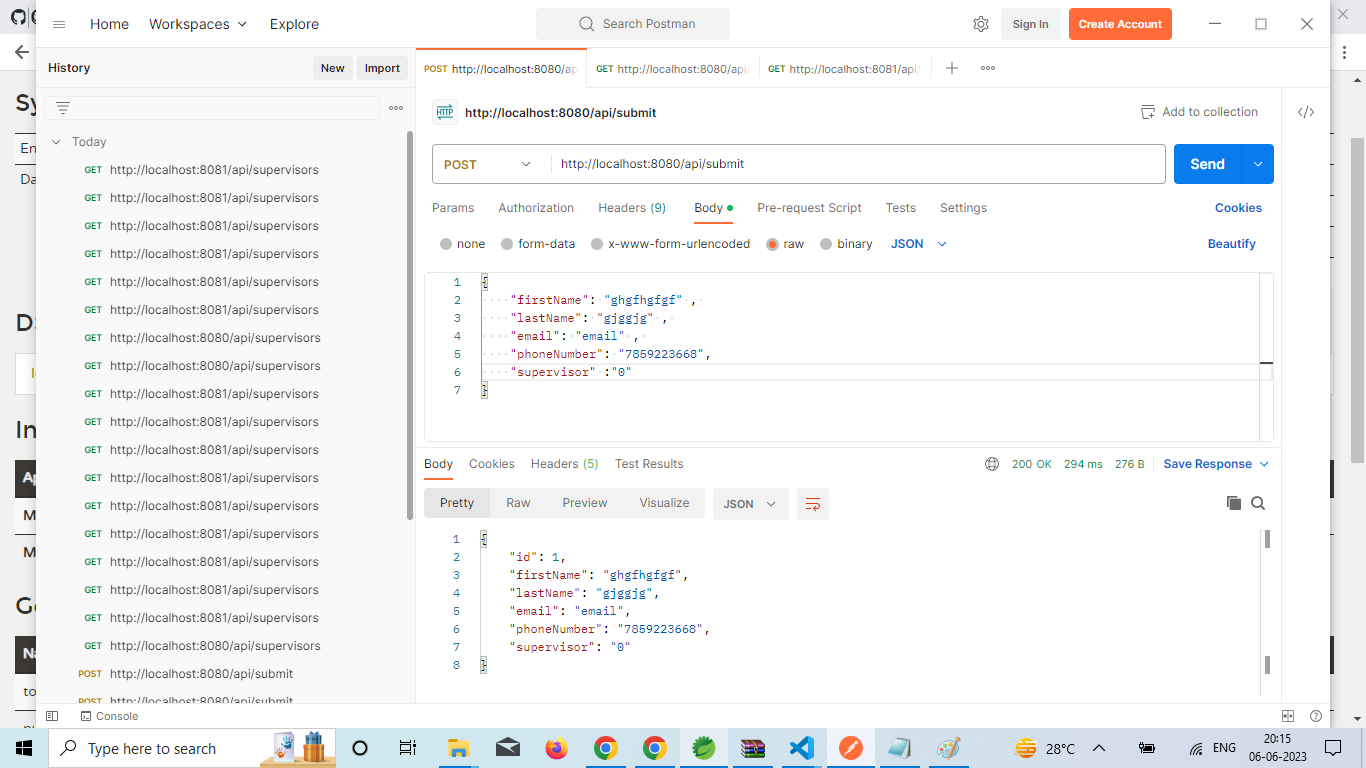 Home
Workspaces
Explore
Search Postman
Sign In
Create Account
History
New
Import
POST http://localhost:8080/ap
GET http://localhost:8080/api
GET http://localhost:8081/api/
Today
GET http://localhost:8081/api/supervisors
GET http://localhost:8081/api/supervisors
GET http://localhost:8081/api/supervisors
GET http://localhost:8081/api/supervisors
GET http://localhost:8081/api/supervisors
GET http://localhost:8081/api/supervisors
GET http://localhost:8080/api/supervisors
GET http://localhost:8080/api/supervisors
GET http://localhost:8081/api/supervisors
GET http://localhost:8081/api/supervisors
GET http://localhost:8081/api/supervisors
GET http://localhost:8081/api/supervisors
GET http://localhost:8081/api/supervisors
GET http://localhost:8081/api/supervisors
GET http://localhost:8081/api/supervisors
GET http://localhost:8081/api/supervisors
GET http://localhost:8081/api/supervisors
GET http://localhost:8080/api/supervisors
POST http://localhost:8080/api/submit
POST http://localhost:8080/api/submit
HTTP http://localhost:8080/api/submit
Add to collection
</>
POST http://localhost:8080/api/submit
Send
Params Authorization Headers (9) Body Pre-request Script Tests Settings Cookies
none form-data x-www-form-urlencoded raw binary JSON Beautify
1 {
2 "firstName": "ghgfhgfgf" ,
3 "lastName": "gjggjg" ,
4 "email": "email" ,
5 "phoneNumber": "7859223668",
6 "supervisor" :"0"
7 }
Body Cookies Headers (5) Test Results 200 OK 294 ms 276 B Save Response
Pretty Raw Preview Visualize JSON
1 {
2 "id": 1,
3 "firstName": "ghgfhgfgf",
4 "lastName": "gjggjg",
5 "email": "email",
6 "phoneNumber": "7859223668",
7 "supervisor": "0"
8 }
Console
Type here to search
28°C
ENG
20:15
06-06-2023